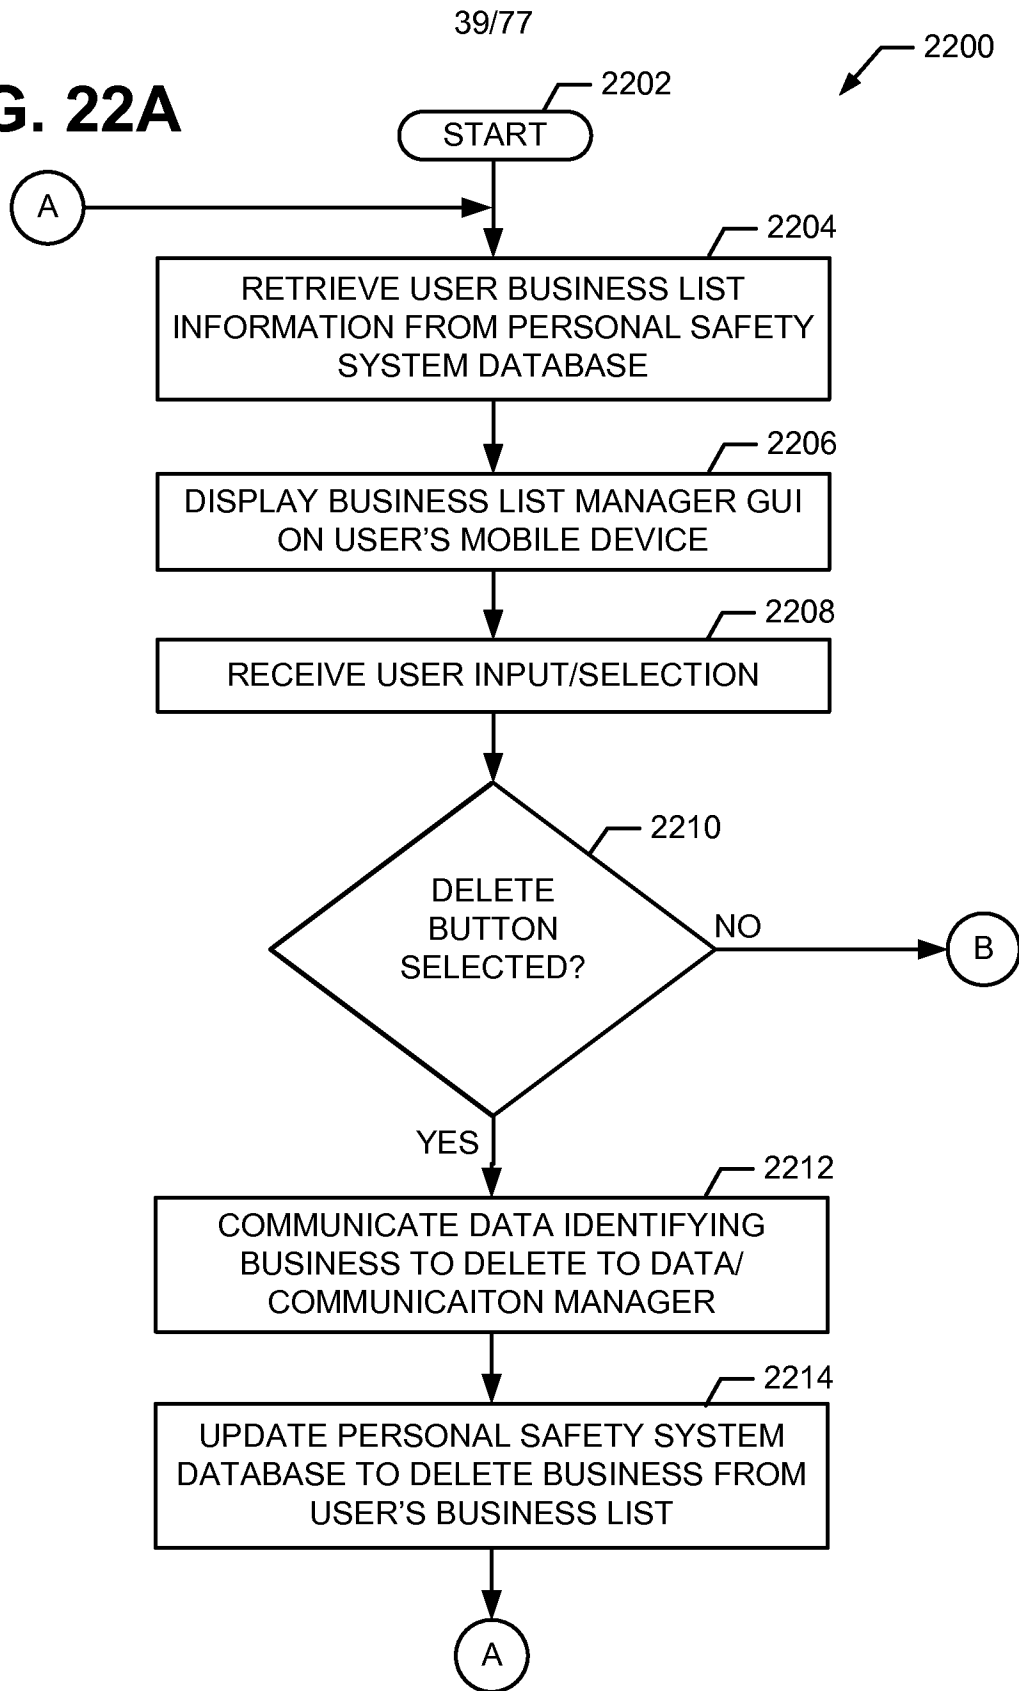 39/77
2200
G. 22A
2202
START
A
2204
RETRIEVE USER BUSINESS LIST
INFORMATION FROM PERSONAL SAFETY
SYSTEM DATABASE
2206
DISPLAY BUSINESS LIST MANAGER GUI
ON USER'S MOBILE DEVICE
2208
RECEIVE USER INPUT/SELECTION
2210
DELETE
BUTTON
SELECTED?
NO
B
YES
2212
COMMUNICATE DATA IDENTIFYING
BUSINESS TO DELETE TO DATA/
COMMUNICAITON MANAGER
2214
UPDATE PERSONAL SAFETY SYSTEM
DATABASE TO DELETE BUSINESS FROM
USER'S BUSINESS LIST
A